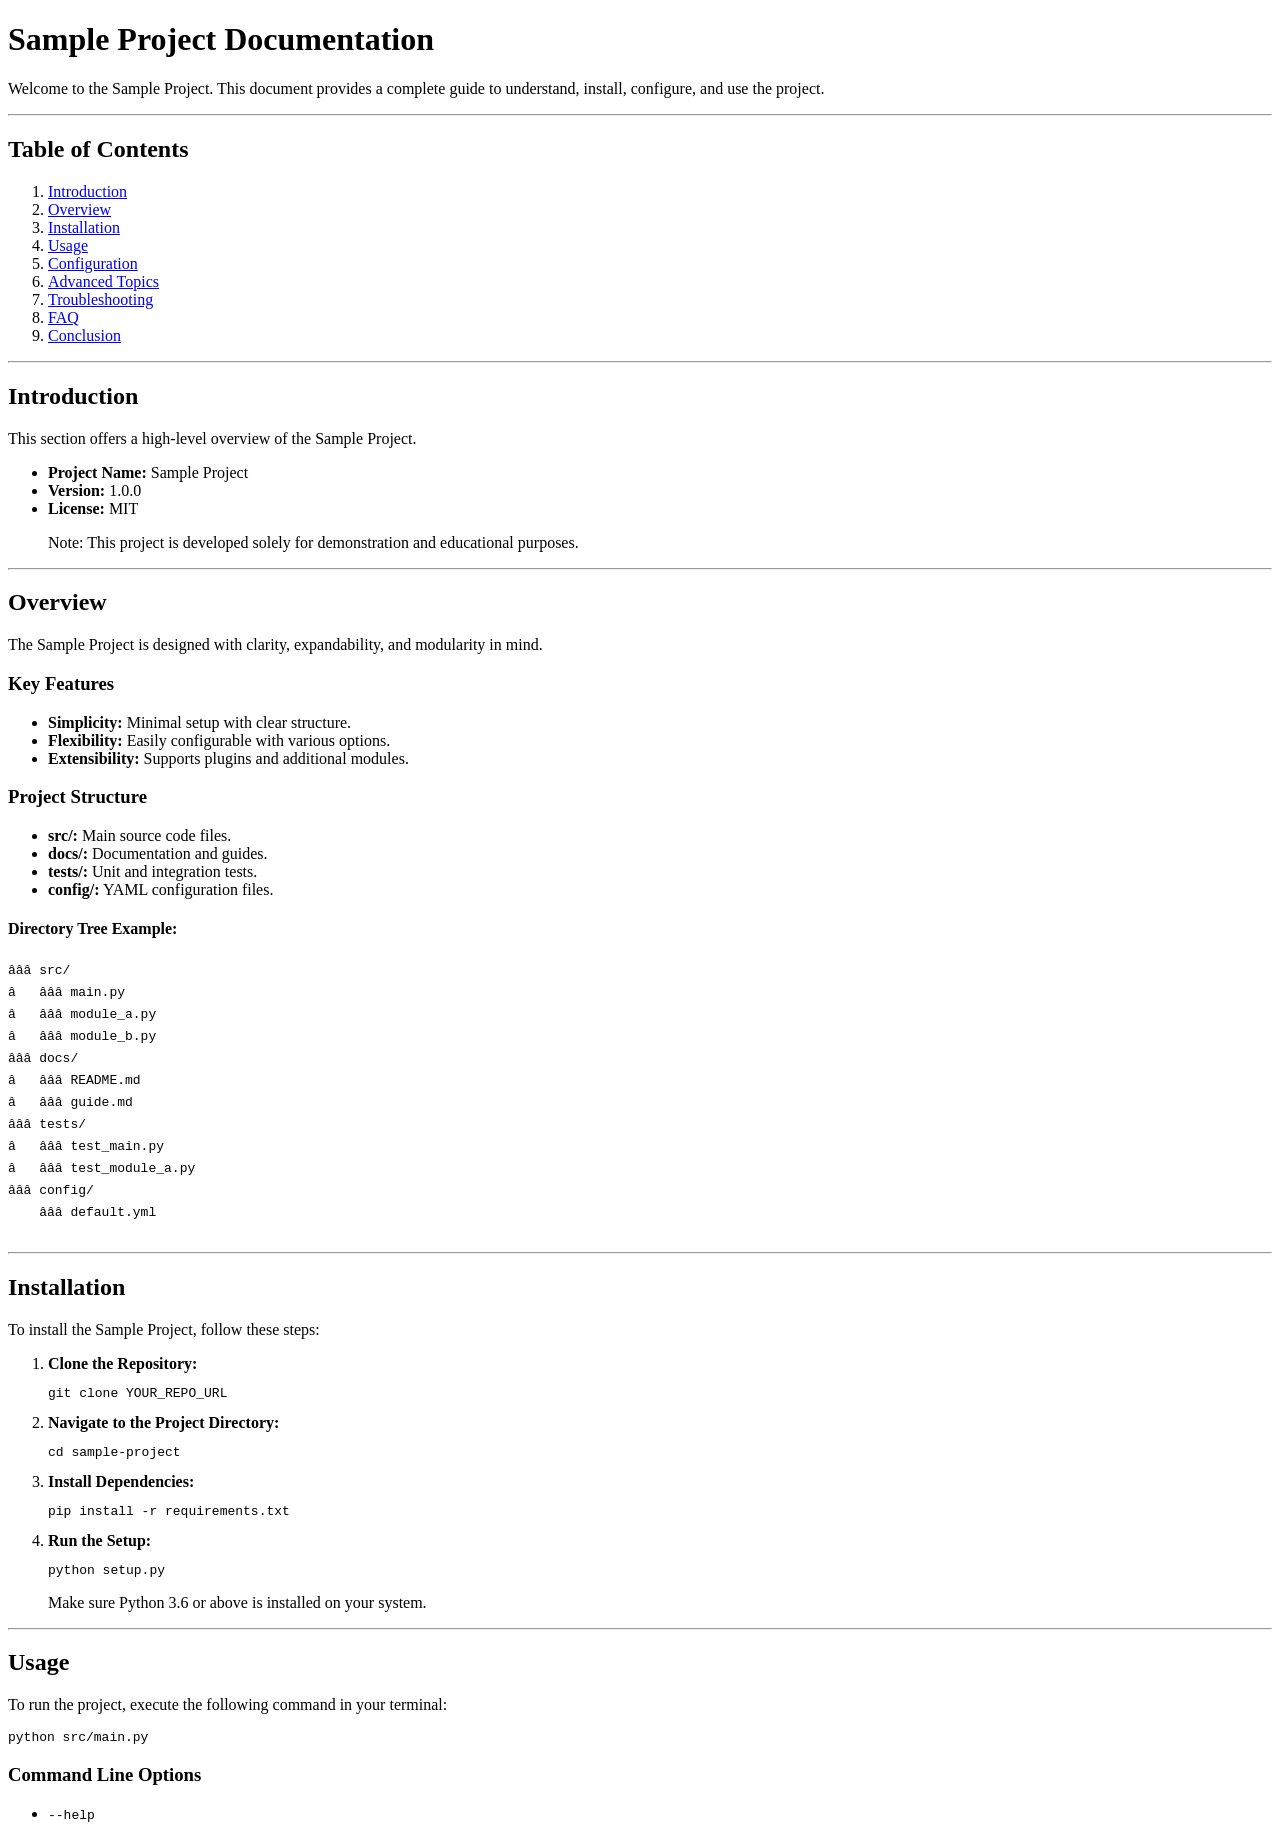 Sample Project Documentation
Welcome to the Sample Project. This document provides a complete guide to understand, install, configure, and use the project.
Table of Contents
1. Introduction
2. Overview
3. Installation
4. Usage
5. Configuration
6. Advanced Topics
7. Troubleshooting
8. FAQ
9. Conclusion
Introduction
This section offers a high-level overview of the Sample Project.
• Project Name: Sample Project
• Version: 1.0.0
• License: MIT
Note: This project is developed solely for demonstration and educational purposes.
Overview
The Sample Project is designed with clarity, expandability, and modularity in mind.
Key Features
• Simplicity: Minimal setup with clear structure.
• Flexibility: Easily configurable with various options.
• Extensibility: Supports plugins and additional modules.
Project Structure
• src/: Main source code files.
• docs/: Documentation and guides.
• tests/: Unit and integration tests.
• config/: YAML configuration files.
Directory Tree Example:
âââ src/
â   âââ main.py
â   âââ module_a.py
â   âââ module_b.py
âââ docs/
â   âââ README.md
â   âââ guide.md
âââ tests/
â   âââ test_main.py
â   âââ test_module_a.py
âââ config/
    âââ default.yml
Installation
To install the Sample Project, follow these steps:
1. Clone the Repository:
git clone YOUR_REPO_URL
2. Navigate to the Project Directory:
cd sample-project
3. Install Dependencies:
pip install -r requirements.txt
4. Run the Setup:
python setup.py
Make sure Python 3.6 or above is installed on your system.
Usage
To run the project, execute the following command in your terminal:
python src/main.py
Command Line Options
• --help